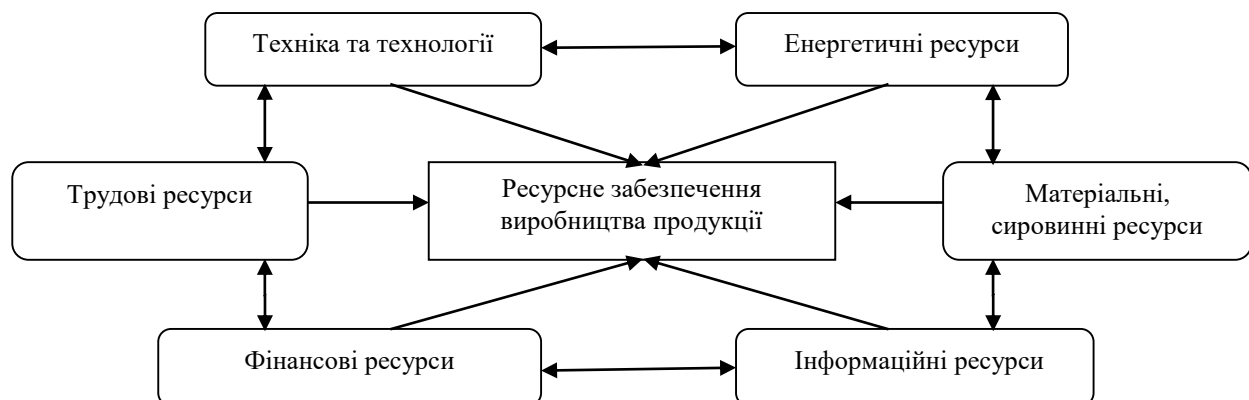 Техніка та технології
Енергетичні ресурси
Трудові ресурси
Ресурсне забезпечення
виробництва продукції
Матеріальні,
сировинні ресурси
Фінансові ресурси
Інформаційні ресурси